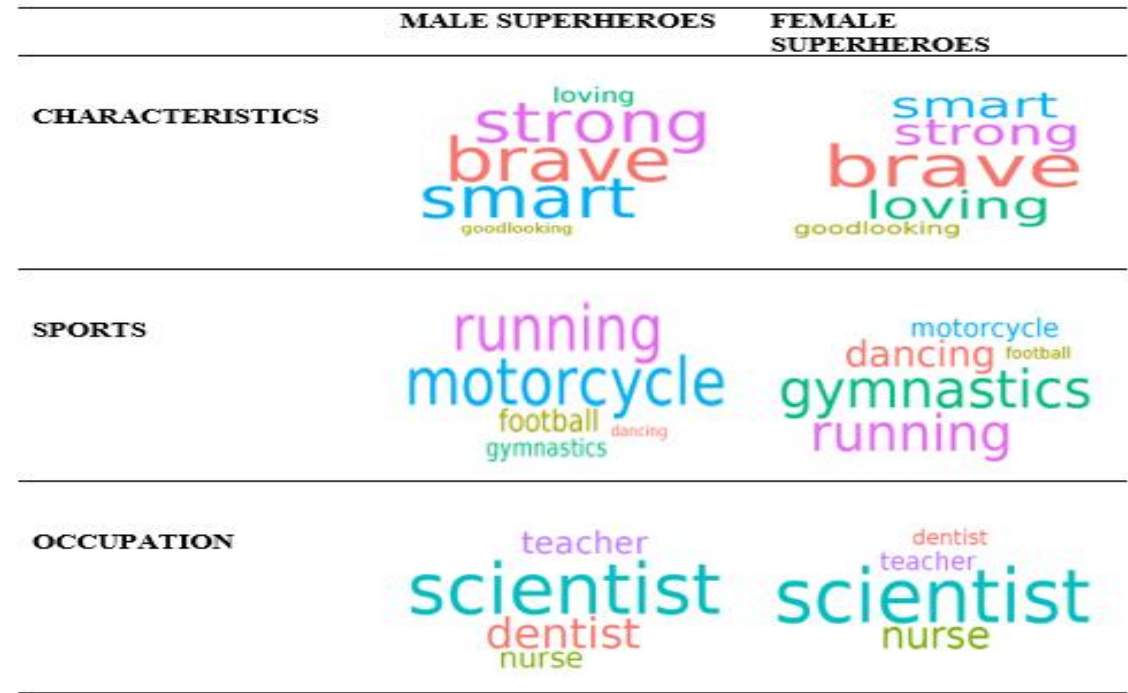 MALE SUPERHEROES
FEMALE
SUPERHEROES
CHARACTERISTICS
loving
strong
brave
smart
goodlooking
smart
strong
brave
loving
goodlooking
SPORTS
running
motorcycle
football
dancing
gymnastics
motorcycle
dancing
football
gymnastics
running
OCCUPATION
teacher
scientist
dentist
nurse
dentist
teacher
scientist
nurse